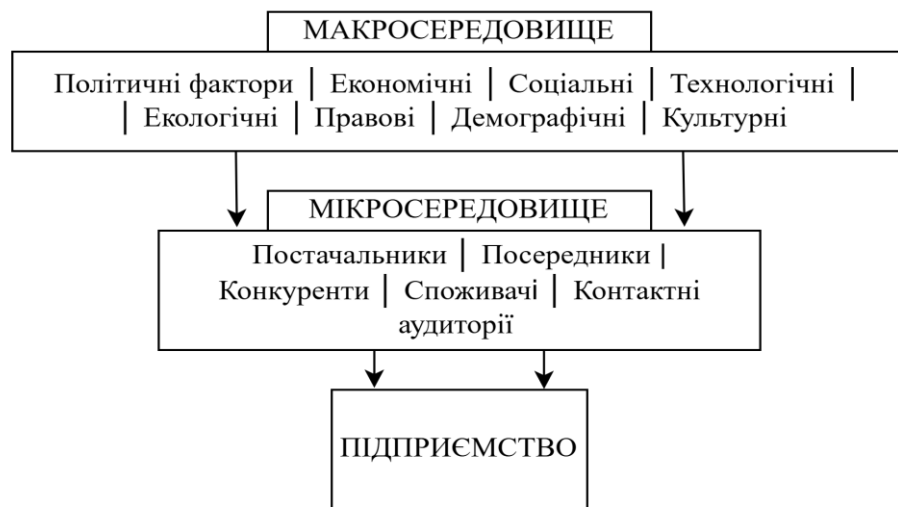 МАКРОСЕРЕДОВИЩЕ
Політичні фактори | Економічні | Соціальні | Технологічні |
| Екологічні | Правові | Демографічні | Культурні
МІКРОСЕРЕДОВИЩЕ
Постачальники | Посередники |
Конкуренти | Споживачі | Контактні
аудиторії
ПІДПРИЄМСТВО